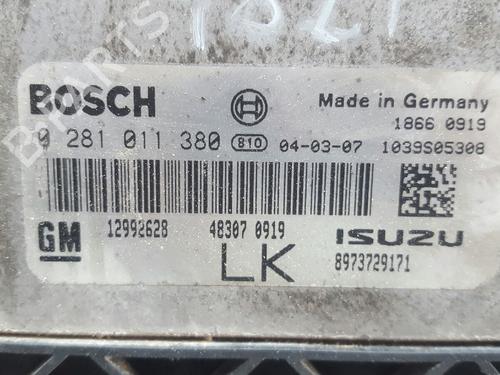 BOSCH
Made in Germany
1866 0919
0 281 011 380 810 04-03-07 1039S05308
12992628 48307 0919
GM
LK
ISUZU
8973729171